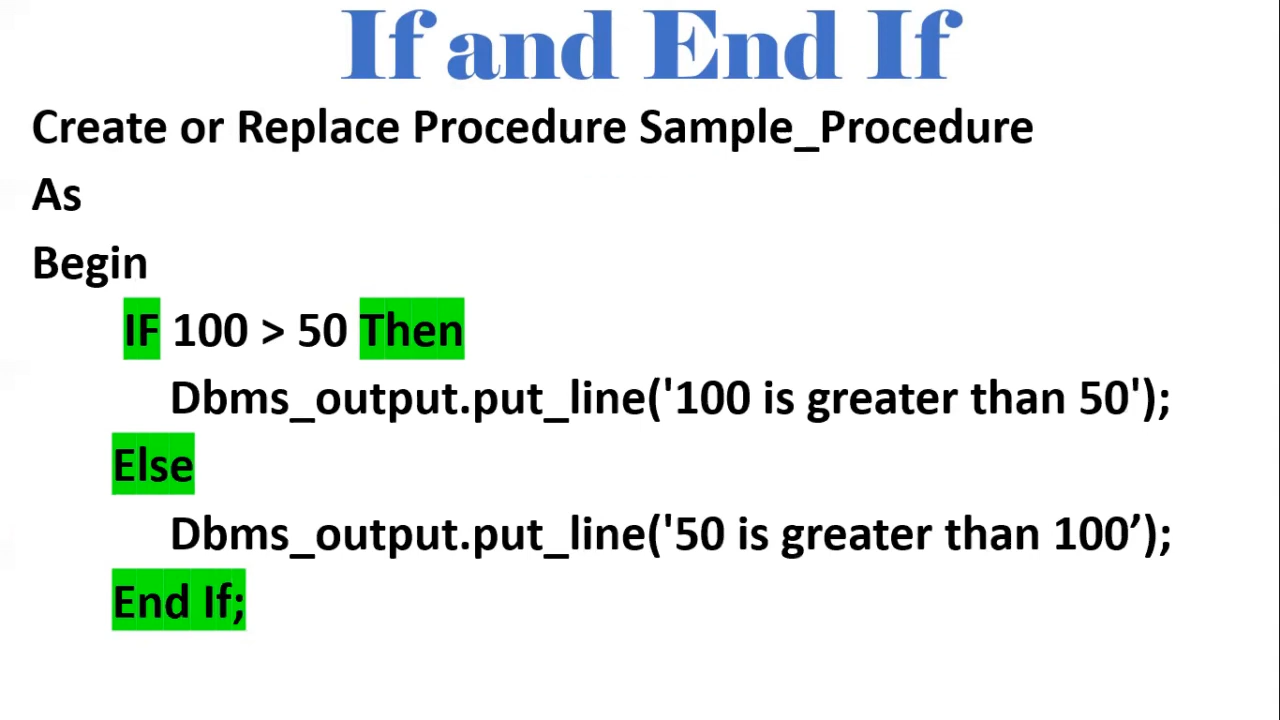 If and End If
Create or Replace Procedure Sample_Procedure
As
Begin
IF 100 > 50 Then
Dbms_output.put_line('100 is greater than 50');
Else
Dbms_output.put_line('50 is greater than 100’);
End If;